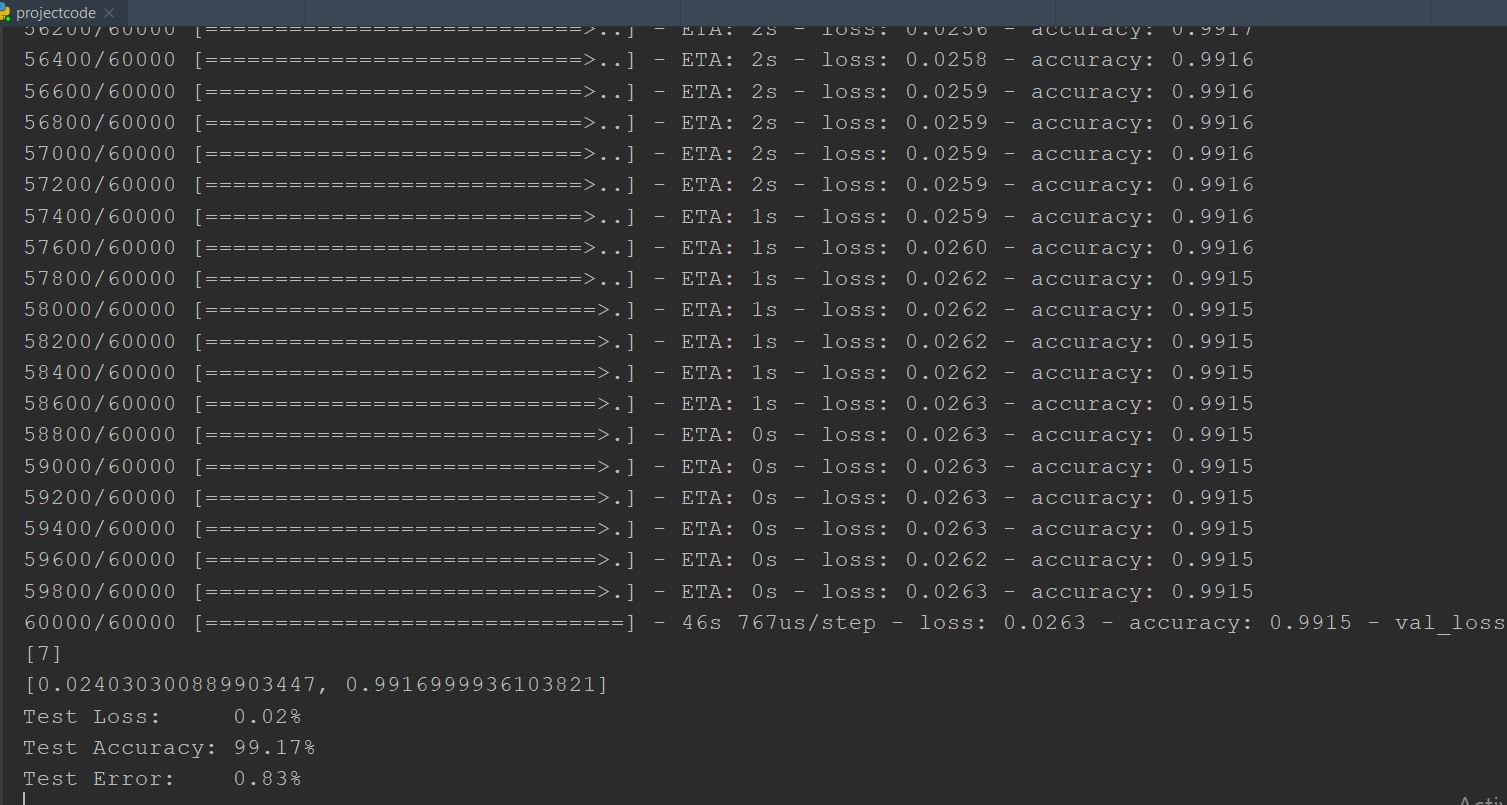 projectcode
56200/60000 [===========================>..] - ETA: 2s - loss: 0.0256 - accuracy: 0.9917
56400/60000 [===========================>..] - ETA: 2s - loss: 0.0258 - accuracy: 0.9916
56600/60000 [===========================>..] - ETA: 2s - loss: 0.0259 - accuracy: 0.9916
56800/60000 [===========================>..] - ETA: 2s - loss: 0.0259 - accuracy: 0.9916
57000/60000 [===========================>..] - ETA: 2s - loss: 0.0259 - accuracy: 0.9916
57200/60000 [===========================>..] - ETA: 2s - loss: 0.0259 - accuracy: 0.9916
57400/60000 [===========================>..] - ETA: 1s - loss: 0.0259 - accuracy: 0.9916
57600/60000 [===========================>..] - ETA: 1s - loss: 0.0260 - accuracy: 0.9916
57800/60000 [===========================>..] - ETA: 1s - loss: 0.0262 - accuracy: 0.9915
58000/60000 [============================>.] - ETA: 1s - loss: 0.0262 - accuracy: 0.9915
58200/60000 [============================>.] - ETA: 1s - loss: 0.0262 - accuracy: 0.9915
58400/60000 [============================>.] - ETA: 1s - loss: 0.0262 - accuracy: 0.9915
58600/60000 [============================>.] - ETA: 1s - loss: 0.0263 - accuracy: 0.9915
58800/60000 [============================>.] - ETA: 0s - loss: 0.0263 - accuracy: 0.9915
59000/60000 [============================>.] - ETA: 0s - loss: 0.0263 - accuracy: 0.9915
59200/60000 [============================>.] - ETA: 0s - loss: 0.0263 - accuracy: 0.9915
59400/60000 [============================>.] - ETA: 0s - loss: 0.0263 - accuracy: 0.9915
59600/60000 [============================>.] - ETA: 0s - loss: 0.0262 - accuracy: 0.9915
59800/60000 [============================>.] - ETA: 0s - loss: 0.0263 - accuracy: 0.9915
60000/60000 [==============================] - 46s 767us/step - loss: 0.0263 - accuracy: 0.9915 - val_loss
[7]
[0.024030300889903447, 0.9916999936103821]
Test Loss: 0.02%
Test Accuracy: 99.17%
Test Error: 0.83%